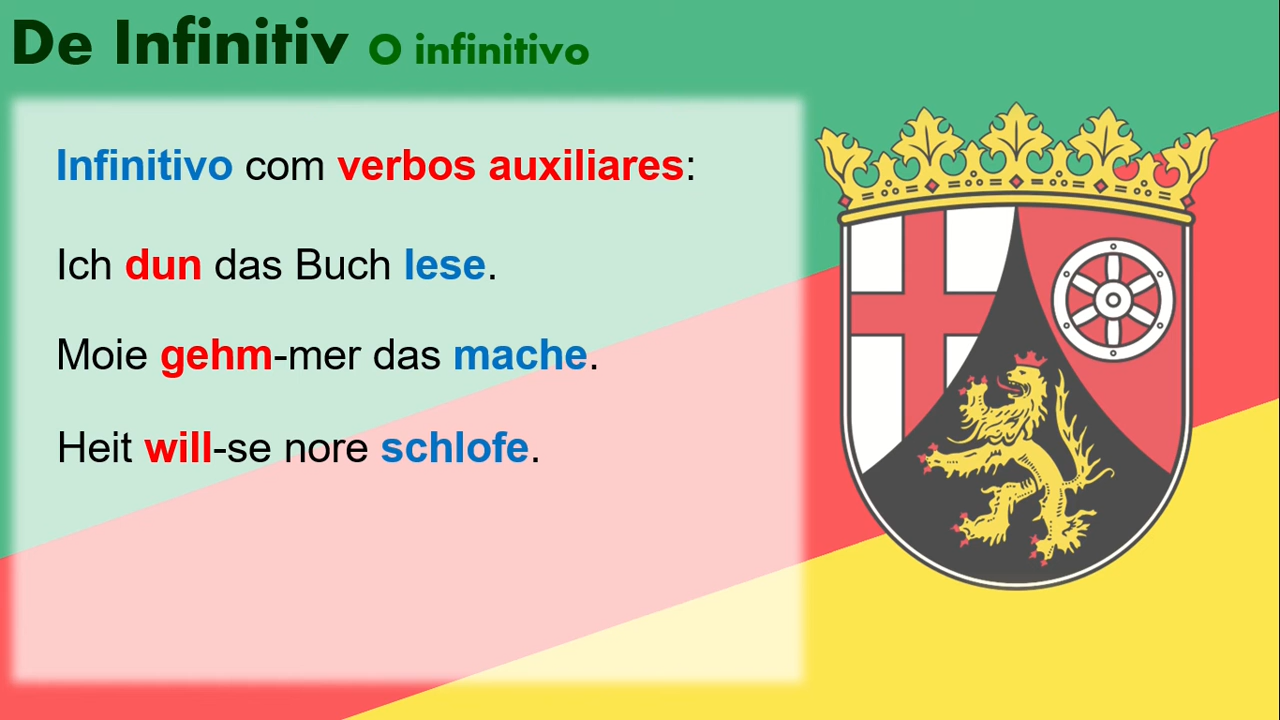 De Infinitiv O infinitivo
Infinitivo com verbos auxiliares:
Ich dun das Buch lese.
Moie gehm-mer das mache.
Heit will-se nore schlofe.